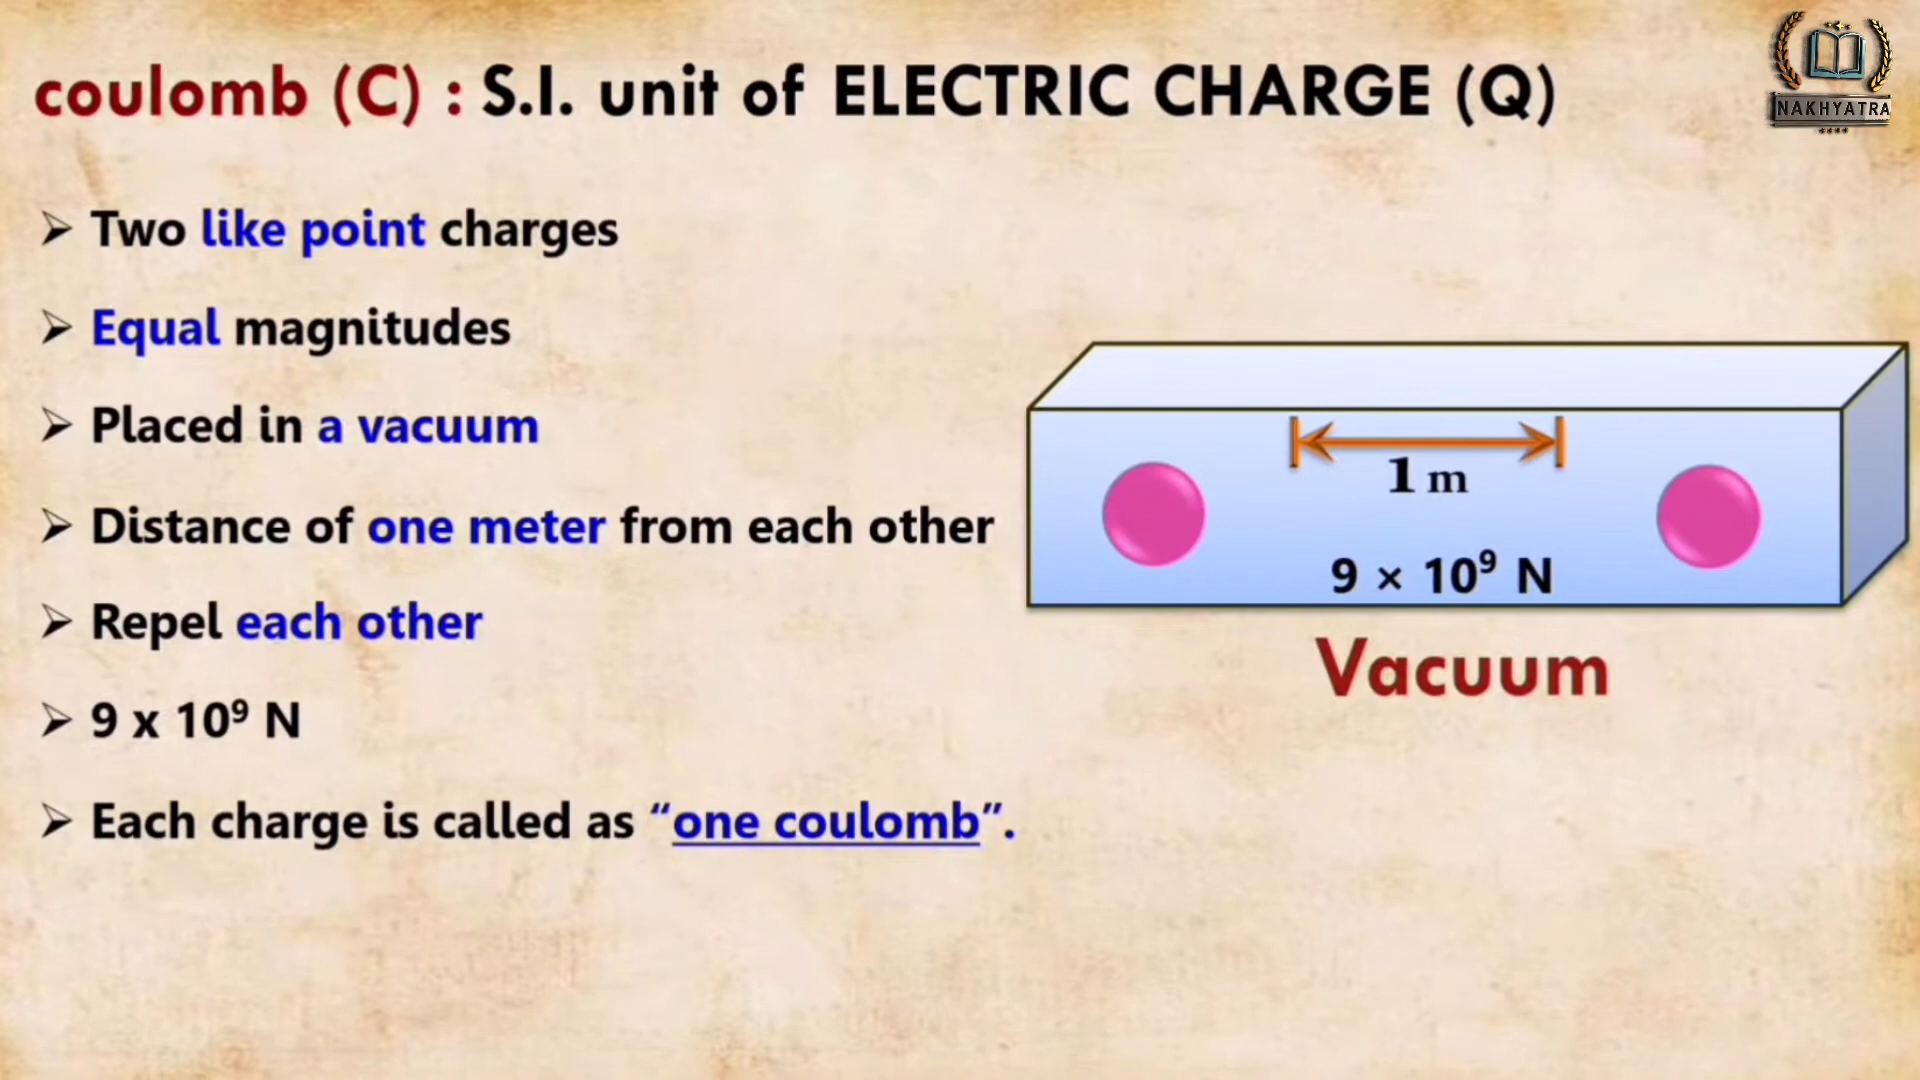 coulomb (C) : S.I. unit of ELECTRIC CHARGE (Q)
NAKHYATRA
➢ Two like point charges
➢ Equal magnitudes
➢ Placed in a vacuum
➢ Distance of one meter from each other
➢ Repel each other
➢ 9 x 10⁹ N
➢ Each charge is called as “one coulomb”.
1 m
9 × 10⁹ N
Vacuum